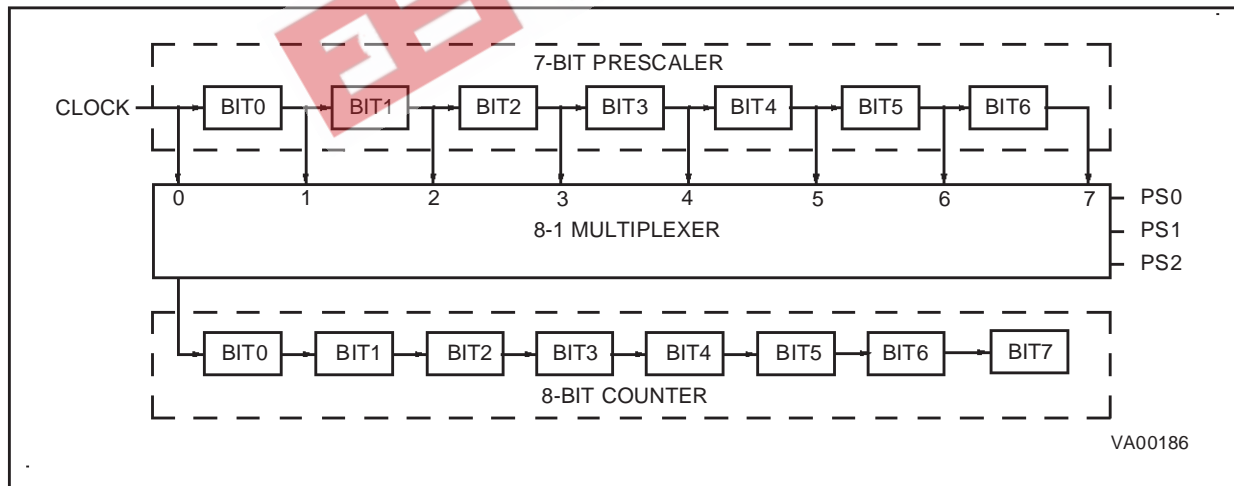 7-BIT PRESCALER
CLOCK BIT0 BIT1 BIT2 BIT3 BIT4 BIT5 BIT6
0 1 2 3 4 5 6 7 PS0
8-1 MULTIPLEXER PS1
PS2
BIT0 BIT1 BIT2 BIT3 BIT4 BIT5 BIT6 BIT7
8-BIT COUNTER
VA00186